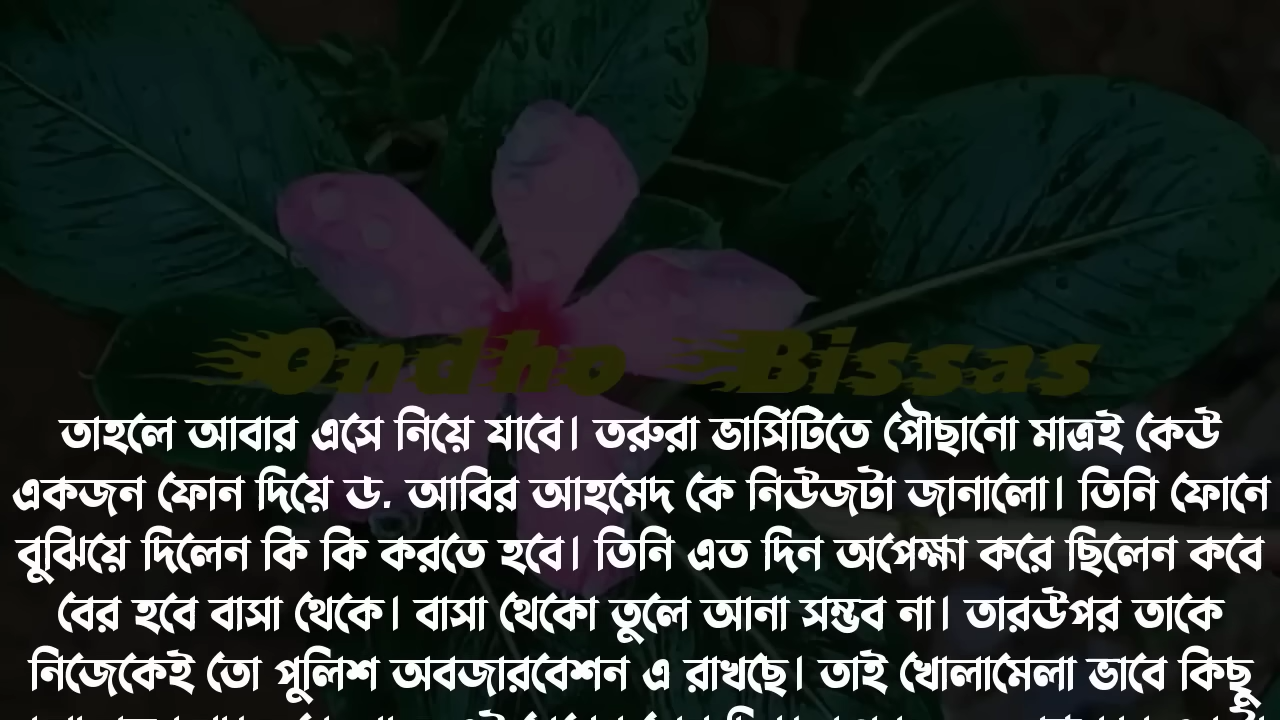 Ondho Bissas
তাহলে আবার এসে নিয়ে যাবে। তরুরা ভার্সিটিতে পৌছানো মাত্রই কেউ
একজন ফোন দিয়ে ড. আবির আহমেদ কে নিউজটা জানালো। তিনি ফোনে
বুঝিয়ে দিলেন কি কি করতে হবে। তিনি এত দিন অপেক্ষা করে ছিলেন কবে
বের হবে বাসা থেকে। বাসা থেকো তুলে আনা সম্ভব না। তারউপর তাকে
নিজেকেই তো পুলিশ অবজারবেশন এ রাখছে। তাই খোলামেলা ভাবে কিছু